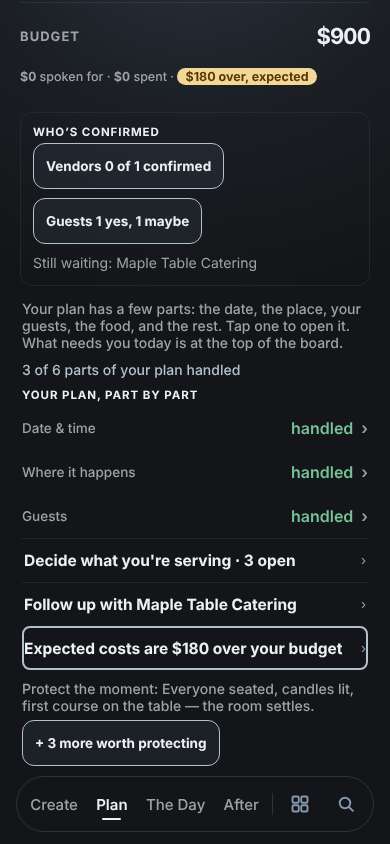 BUDGET $900
$0 spoken for · $0 spent · $180 over, expected
WHO'S CONFIRMED
Vendors 0 of 1 confirmed
Guests 1 yes, 1 maybe
Still waiting: Maple Table Catering
Your plan has a few parts: the date, the place, your
guests, the food, and the rest. Tap one to open it.
What needs you today is at the top of the board.
3 of 6 parts of your plan handled
YOUR PLAN, PART BY PART
Date & time handled ›
Where it happens handled ›
Guests handled ›
Decide what you're serving · 3 open ›
Follow up with Maple Table Catering ›
Expected costs are $180 over your budget ›
Protect the moment: Everyone seated, candles lit,
first course on the table — the room settles.
+ 3 more worth protecting
Create Plan The Day After